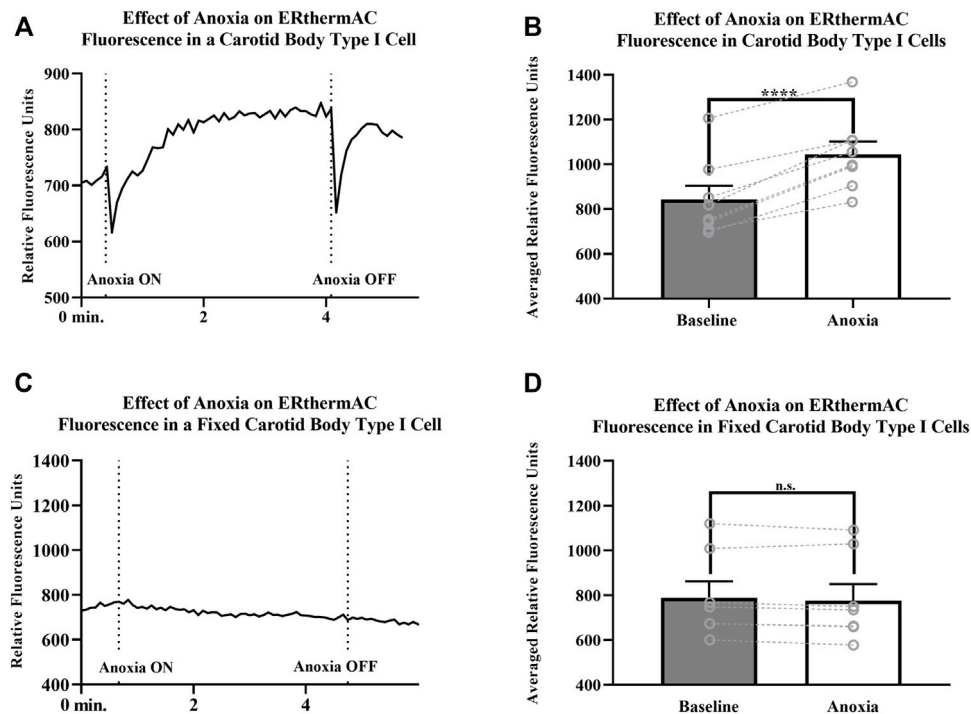 A
Effect of Anoxia on ERthermAC
Fluorescence in a Carotid Body Type I Cell
Relative Fluorescence Units
900
800
700
600
500
Anoxia ON
Anoxia OFF
0 min.
2
4
B
Effect of Anoxia on ERthermAC
Fluorescence in Carotid Body Type I Cells
Averaged Relative Fluorescence Units
1400
1200
1000
800
600
400
****
Baseline
Anoxia
C
Effect of Anoxia on ERthermAC
Fluorescence in a Fixed Carotid Body Type I Cell
Relative Fluorescence Units
1400
1200
1000
800
600
400
Anoxia ON
Anoxia OFF
0 min.
2
4
D
Effect of Anoxia on ERthermAC
Fluorescence in Fixed Carotid Body Type I Cells
Averaged Relative Fluorescence Units
1400
1200
1000
800
600
400
n.s.
Baseline
Anoxia